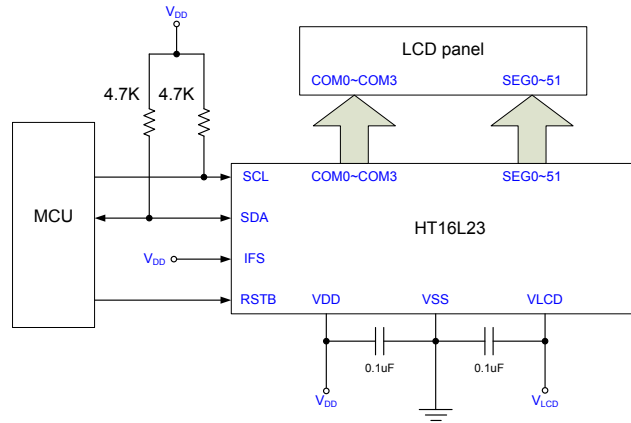 VDD
LCD panel
COM0~COM3 SEG0~51
4.7K 4.7K
MCU
SCL COM0~COM3 SEG0~51
SDA
HT16L23
VDD IFS
RSTB VDD VSS VLCD
0.1uF 0.1uF
VDD VLCD